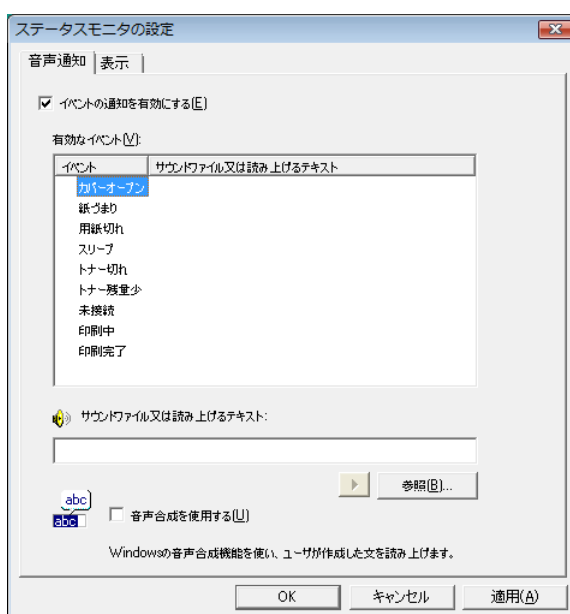 ステータスモニタの設定
音声通知 表示
イベントの通知を有効にする(E)
有効なイベント(V):
イベント サウンドファイル又は読み上げるテキスト
カバーオープン
紙づまり
用紙切れ
スリープ
トナー切れ
トナー残量少
未接続
印刷中
印刷完了
サウンドファイル又は読み上げるテキスト:
参照(B)...
abc
abc
音声合成を使用する(U)
Windowsの音声合成機能を使い、ユーザが作成した文を読み上げます。
OK キャンセル 適用(A)